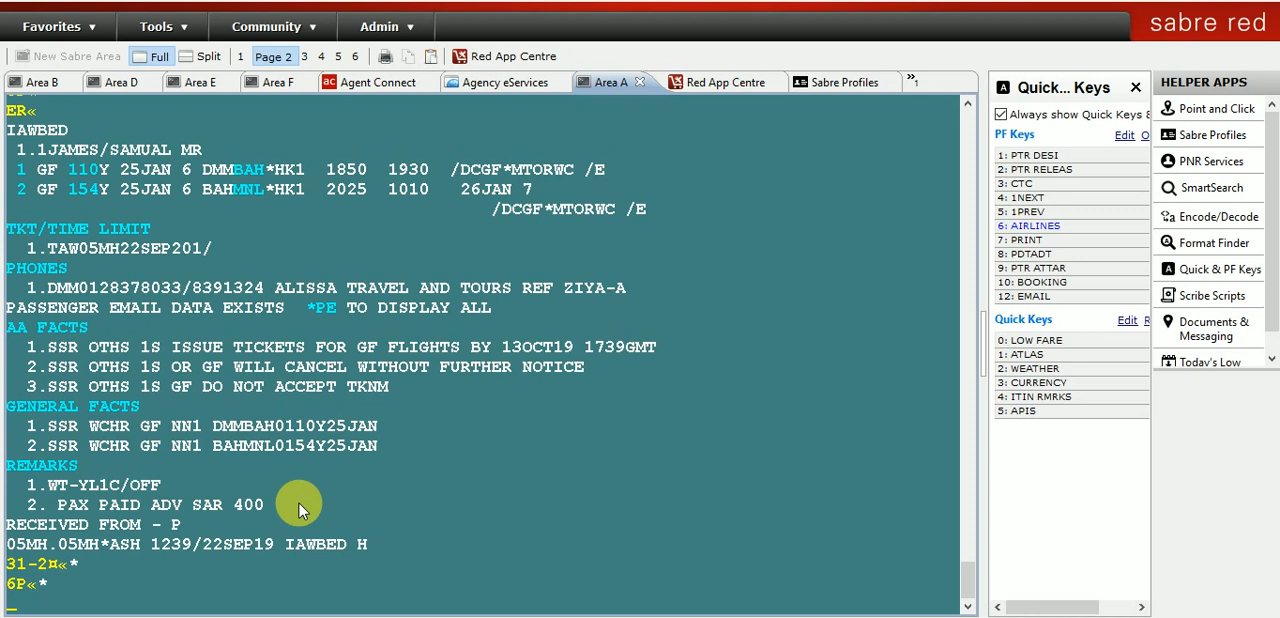 Favorites ▾ Tools ▾ Community ▾ Admin ▾ sabre red
New Sabre Area Full Split 1 Page 2 3 4 5 6 Red App Centre
Area B Area D Area E Area F ac Agent Connect Agency eServices Area A Red App Centre Sabre Profiles »1
ER«
IAWBED
1.1JAMES/SAMUAL MR
1 GF 110Y 25JAN 6 DMMBAH*HK1 1850 1930 /DCGF*MTORWC /E
2 GF 154Y 25JAN 6 BAHMNL*HK1 2025 1010 26JAN 7
/DCGF*MTORWC /E
TKT/TIME LIMIT
1.TAW05MH22SEP201/
PHONES
1.DMM0128378033/8391324 ALISSA TRAVEL AND TOURS REF ZIYA-A
PASSENGER EMAIL DATA EXISTS *PE TO DISPLAY ALL
AA FACTS
1.SSR OTHS 1S ISSUE TICKETS FOR GF FLIGHTS BY 13OCT19 1739GMT
2.SSR OTHS 1S OR GF WILL CANCEL WITHOUT FURTHER NOTICE
3.SSR OTHS 1S GF DO NOT ACCEPT TKNM
GENERAL FACTS
1.SSR WCHR GF NN1 DMMBAH0110Y25JAN
2.SSR WCHR GF NN1 BAHMNL0154Y25JAN
REMARKS
1.WT-YL1C/OFF
2. PAX PAID ADV SAR 400
RECEIVED FROM - P
05MH.05MH*ASH 1239/22SEP19 IAWBED H
31-2¤«*
6P«*
A Quick... Keys
Always show Quick Keys &
PF Keys Edit
1: PTR DESI
2: PTR RELEAS
3: CTC
4: 1NEXT
5: 1PREV
6: AIRLINES
7: PRINT
8: PDTADT
9: PTR ATTAR
10: BOOKING
12: EMAIL
Quick Keys Edit
0: LOW FARE
1: ATLAS
2: WEATHER
3: CURRENCY
4: ITIN RMRKS
5: APIS
HELPER APPS
Point and Click
Sabre Profiles
PNR Services
SmartSearch
Encode/Decode
Format Finder
A Quick & PF Keys
Scribe Scripts
Documents &
Messaging
Today's Low